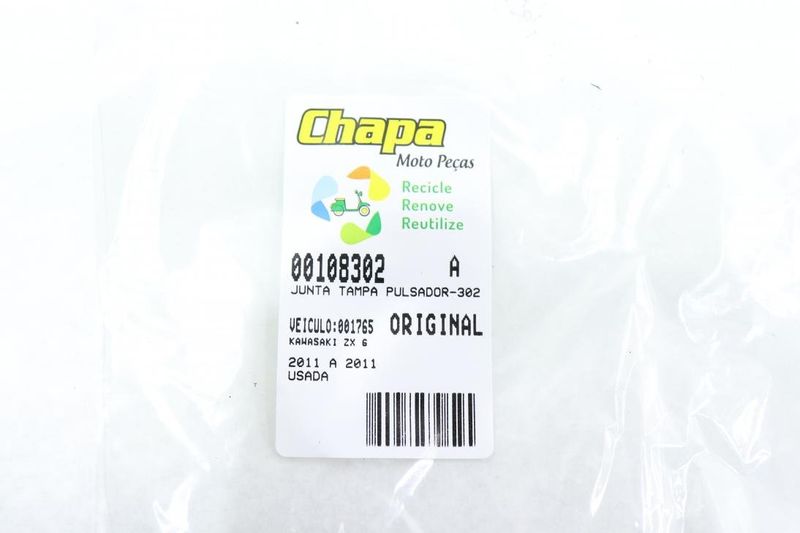 Chapa
Moto Peças
Recicle
Renove
Reutilize
00108302 A
JUNTA TAMPA PULSADOR-302
VEICULO:001765 ORIGINAL
KAWASAKI ZX 6
2011 A 2011
USADA